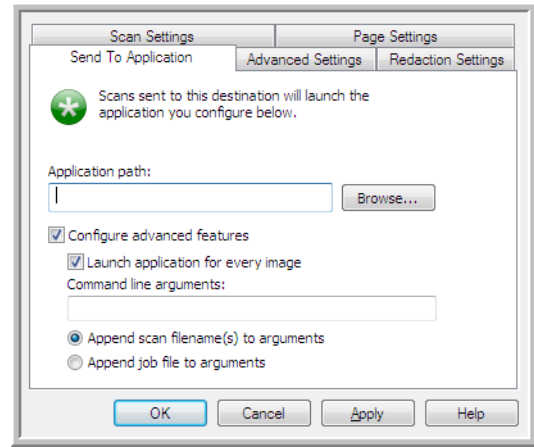 Scan Settings
Page Settings
Send To Application
Advanced Settings
Redaction Settings
Scans sent to this destination will launch the
application you configure below.
Application path:
Browse...
Configure advanced features
Launch application for every image
Command line arguments:
Append scan filename(s) to arguments
Append job file to arguments
OK
Cancel
Apply
Help